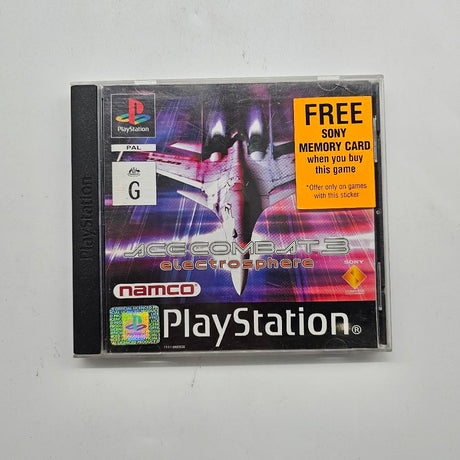 PlayStation
PAL
G
FREE
SONY
MEMORY CARD
when you buy
this game
*Offer only on games
with this sticker
PlayStation
ACE COMBAT 3
electrosphere
SONY
namco
PlayStation®